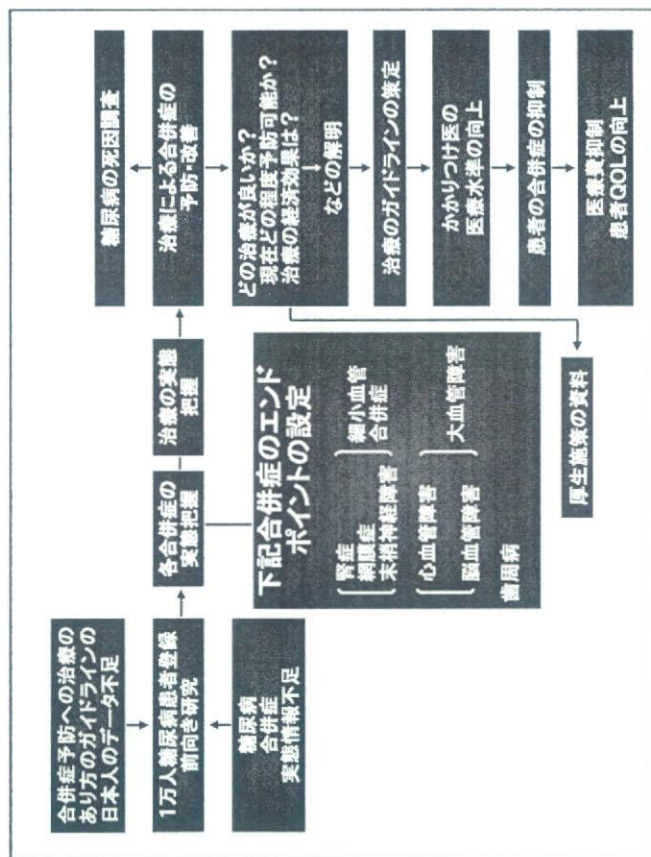 合併症予防への治療の
あり方のガイドラインの
日本人のデータ不足
1万人糖尿病患者登録
前向き研究
糖尿病
合併症
実態情報不足
各合併症の
実態把握
治療の実態
把握
下記合併症のエンド
ポイントの設定
腎症
網膜症
末梢神経障害
細小血管
合併症
心血管障害
脳血管障害
大血管障害
歯周病
糖尿病の死因調査
治療による合併症の
予防・改善
どの治療が良いか？
現在どの程度予防可能か？
治療の経済効果は？
などの解明
治療のガイドラインの策定
かかりつけ医の
医療水準の向上
患者の合併症の抑制
医療費抑制
患者QOLの向上
厚生施策の資料